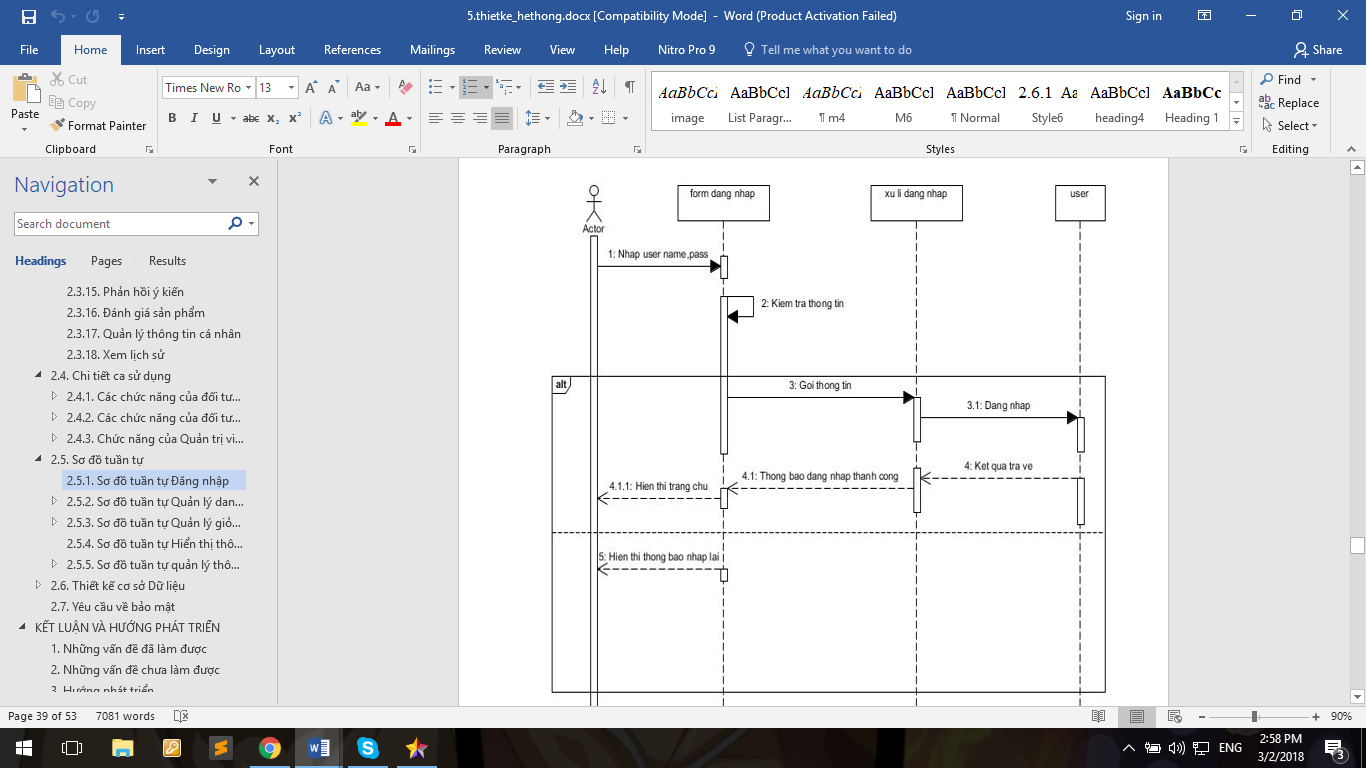 5.thietke_hethong.docx [Compatibility Mode] - Word (Product Activation Failed)
Sign in
File Home Insert Design Layout References Mailings Review View Help Nitro Pro 9 Tell me what you want to do Share
Paste
Cut
Copy
Format Painter
Clipboard
Times New Ro 13
Font
Paragraph
AaBbCcI AaBbCcI AaBbCcI AaBbCcI AaBbCcI 2.6.1 Aa AaBbCcI AaBbCc
image List Paragr... ¶ m4 M6 ¶ Normal Style6 heading4 Heading 1
Styles
Find
Replace
Select
Editing
Navigation
Search document
Headings Pages Results
2.3.15. Phản hồi ý kiến
2.3.16. Đánh giá sản phẩm
2.3.17. Quản lý thông tin cá nhân
2.3.18. Xem lịch sử
2.4. Chi tiết ca sử dụng
2.4.1. Các chức năng của đối tư...
2.4.2. Các chức năng của đối tư...
2.4.3. Chức năng của Quản trị vi...
2.5. Sơ đồ tuần tự
2.5.1. Sơ đồ tuần tự Đăng nhập
2.5.2. Sơ đồ tuần tự Quản lý dan...
2.5.3. Sơ đồ tuần tự Quản lý giỏ...
2.5.4. Sơ đồ tuần tự Hiển thị thô...
2.5.5. Sơ đồ tuần tự quản lý thô...
2.6. Thiết kế cơ sở Dữ liệu
2.7. Yêu cầu về bảo mật
KẾT LUẬN VÀ HƯỚNG PHÁT TRIỂN
1. Những vấn đề đã làm được
2. Những vấn đề chưa làm được
3. Hướng phát triển
form dang nhap
xu li dang nhap
user
Actor
1: Nhap user name,pass
2: Kiem tra thong tin
alt
3: Goi thong tin
3.1: Dang nhap
4: Ket qua tra ve
4.1: Thong bao dang nhap thanh cong
4.1.1: Hien thi trang chu
5: Hien thi thong bao nhap lai
Page 39 of 53 7081 words
90%
ENG
2:58 PM
3/2/2018
3